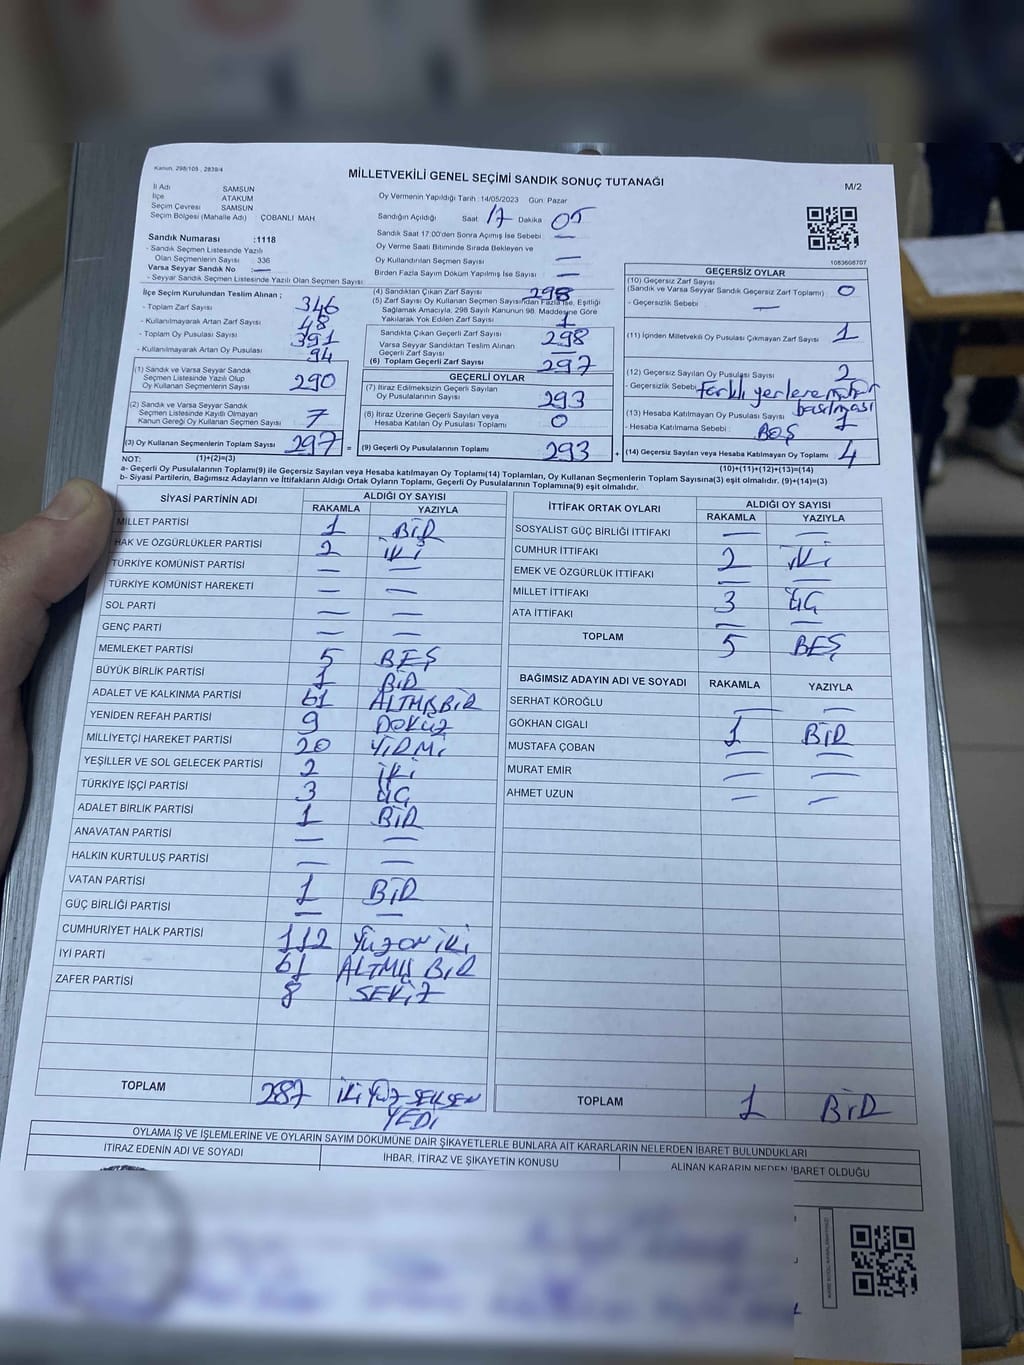 Kanun. 298/105 , 2839/4
MİLLETVEKİLİ GENEL SEÇİMİ SANDIK SONUÇ TUTANAĞI
M/2
İl Adı SAMSUN
İlçe ATAKUM
Seçim Çevresi SAMSUN
Seçim Bölgesi (Mahalle Adı) ÇOBANLI MAH.
Sandık Numarası :1118
- Sandık Seçmen Listesinde Yazılı
Olan Seçmenlerin Sayısı : 336
Varsa Seyyar Sandık No : —
- Seyyar Sandık Seçmen Listesinde Yazılı Olan Seçmen Sayısı:
Oy Vermenin Yapıldığı Tarih :14/05/2023 Gün: Pazar
Sandığın Açıldığı Saat 17 Dakika 05
Sandık Saat 17:00'den Sonra Açımış İse Sebebi —
Oy Verme Saati Bitiminde Sırada Bekleyen ve
Oy Kullandırılan Seçmen Sayısı —
Birden Fazla Sayım Döküm Yapılmış İse Sayısı —
1083608707
İlçe Seçim Kurulundan Teslim Alınan ;
- Toplam Zarf Sayısı 346
- Kullanılmayarak Artan Zarf Sayısı 48
- Toplam Oy Pusulası Sayısı 391
- Kullanılmayarak Artan Oy Pusulası 94
(1) Sandık ve Varsa Seyyar Sandık
Seçmen Listesinde Yazılı Olup
Oy Kullanan Seçmenlerin Sayısı 290
(2) Sandık ve Varsa Seyyar Sandık
Seçmen Listesinde Kayıtlı Olmayan
Kanun Gereği Oy Kullanan Seçmen Sayısı 7
(3) Oy Kullanan Seçmenlerin Toplam Sayısı 297 =
(4) Sandıktan Çıkan Zarf Sayısı 298
(5) Zarf Sayısı Oy Kullanan Seçmen Sayısından Fazla İse, Eşitliği
Sağlamak Amacıyla, 298 Sayılı Kanunun 98. Maddesine Göre
Yakılarak Yok Edilen Zarf Sayısı 1
Sandıkta Çıkan Geçerli Zarf Sayısı 298
Varsa Seyyar Sandıktan Teslim Alınan
Geçerli Zarf Sayısı —
(6) Toplam Geçerli Zarf Sayısı 297
GEÇERLİ OYLAR
(7) İtiraz Edilmeksizin Geçerli Sayılan
Oy Pusulalarının Sayısı 293
(8) İtiraz Üzerine Geçerli Sayılan veya
Hesaba Katılan Oy Pusulaları Toplamı 0
(9) Geçerli Oy Pusulalarının Toplamı 293 +
GEÇERSİZ OYLAR
(10) Geçersiz Zarf Sayısı
(Sandık ve Varsa Seyyar Sandık Geçersiz Zarf Toplamı) 0
- Geçersizlik Sebebi : —
(11) İçinden Milletvekili Oy Pusulası Çıkmayan Zarf Sayısı 1
(12) Geçersiz Sayılan Oy Pusulası Sayısı 2
- Geçersizlik Sebebi: Farklı yerlere mühür
basılması
(13) Hesaba Katılmayan Oy Pusulası Sayısı 1
- Hesaba Katılmama Sebebi : BOŞ
(14) Geçersiz Sayılan veya Hesaba Katılmayan Oy Toplamı 4
NOT: (1)+(2)=(3)
(10)+(11)+(12)+(13)=(14)
a- Geçerli Oy Pusulalarının Toplamı(9) ile Geçersiz Sayılan veya Hesaba katılmayan Oy Toplamı(14) Toplamları, Oy Kullanan Seçmenlerin Toplam Sayısına(3) eşit olmalıdır. (9)+(14)=(3)
b- Siyasi Partilerin, Bağımsız Adayların ve İttifakların Aldığı Ortak Oyların Toplamı, Geçerli Oy Pusulalarının Toplamına(9) eşit olmalıdır.
SİYASİ PARTİNİN ADI ALDIĞI OY SAYISI
RAKAMLA YAZIYLA
MİLLET PARTİSİ 1 BİR
HAK VE ÖZGÜRLÜKLER PARTİSİ 2 İKİ
TÜRKİYE KOMÜNİST PARTİSİ — —
TÜRKİYE KOMÜNİST HAREKETİ — —
SOL PARTİ — —
GENÇ PARTİ — —
MEMLEKET PARTİSİ 5 BEŞ
BÜYÜK BİRLİK PARTİSİ 1 BİR
ADALET VE KALKINMA PARTİSİ 61 ALTMIŞBİR
YENİDEN REFAH PARTİSİ 9 DOKUZ
MİLLİYETÇİ HAREKET PARTİSİ 20 YİRMİ
YEŞİLLER VE SOL GELECEK PARTİSİ 2 İKİ
TÜRKİYE İŞÇİ PARTİSİ 3 ÜÇ
ADALET BİRLİK PARTİSİ 1 BİR
ANAVATAN PARTİSİ — —
HALKIN KURTULUŞ PARTİSİ — —
VATAN PARTİSİ 1 BİR
GÜÇ BİRLİĞİ PARTİSİ — —
CUMHURİYET HALK PARTİSİ 112 YÜZONİKİ
İYİ PARTİ 61 ALTMIŞ BİR
ZAFER PARTİSİ 8 SEKİZ
TOPLAM 287 İKİ YÜZ SEKSEN
YEDİ
İTTİFAK ORTAK OYLARI ALDIĞI OY SAYISI
RAKAMLA YAZIYLA
SOSYALİST GÜÇ BİRLİĞİ İTTİFAKI — —
CUMHUR İTTİFAKI 2 İKİ
EMEK VE ÖZGÜRLÜK İTTİFAKI — —
MİLLET İTTİFAKI 3 ÜÇ
ATA İTTİFAKI — —
TOPLAM 5 BEŞ
BAĞIMSIZ ADAYIN ADI VE SOYADI RAKAMLA YAZIYLA
SERHAT KÖROĞLU — —
GÖKHAN CIGALI 1 BİR
MUSTAFA ÇOBAN — —
MURAT EMİR — —
AHMET UZUN — —
TOPLAM 1 BİR
OYLAMA İŞ VE İŞLEMLERİNE VE OYLARIN SAYIM DÖKÜMÜNE DAİR ŞİKAYETLERLE BUNLARA AİT KARARLARIN NELERDEN İBARET BULUNDUKLARI
İTİRAZ EDENİN ADI VE SOYADI İHBAR, İTİRAZ VE ŞİKAYETİN KONUSU ALINAN KARARIN NEDEN İBARET OLDUĞU